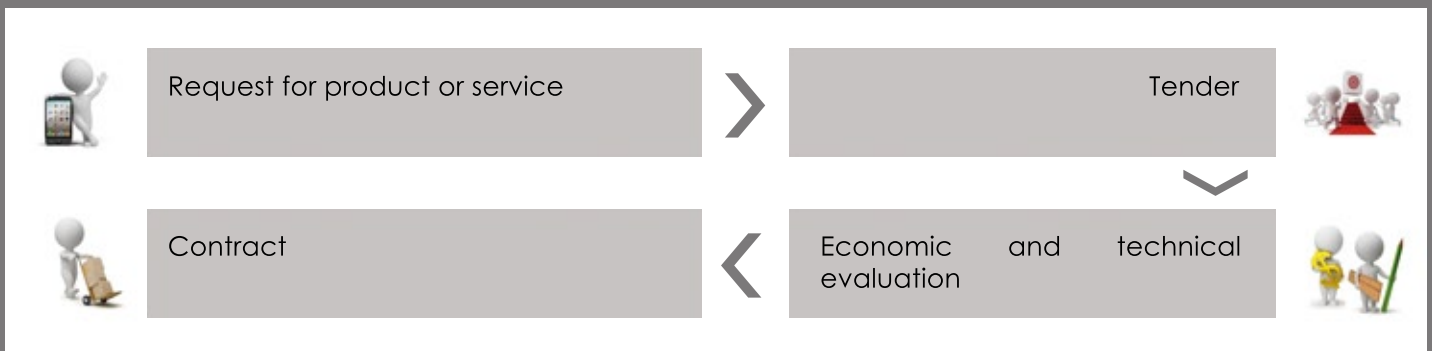 Request for product or service
Tender
Economic and technical
evaluation
Contract